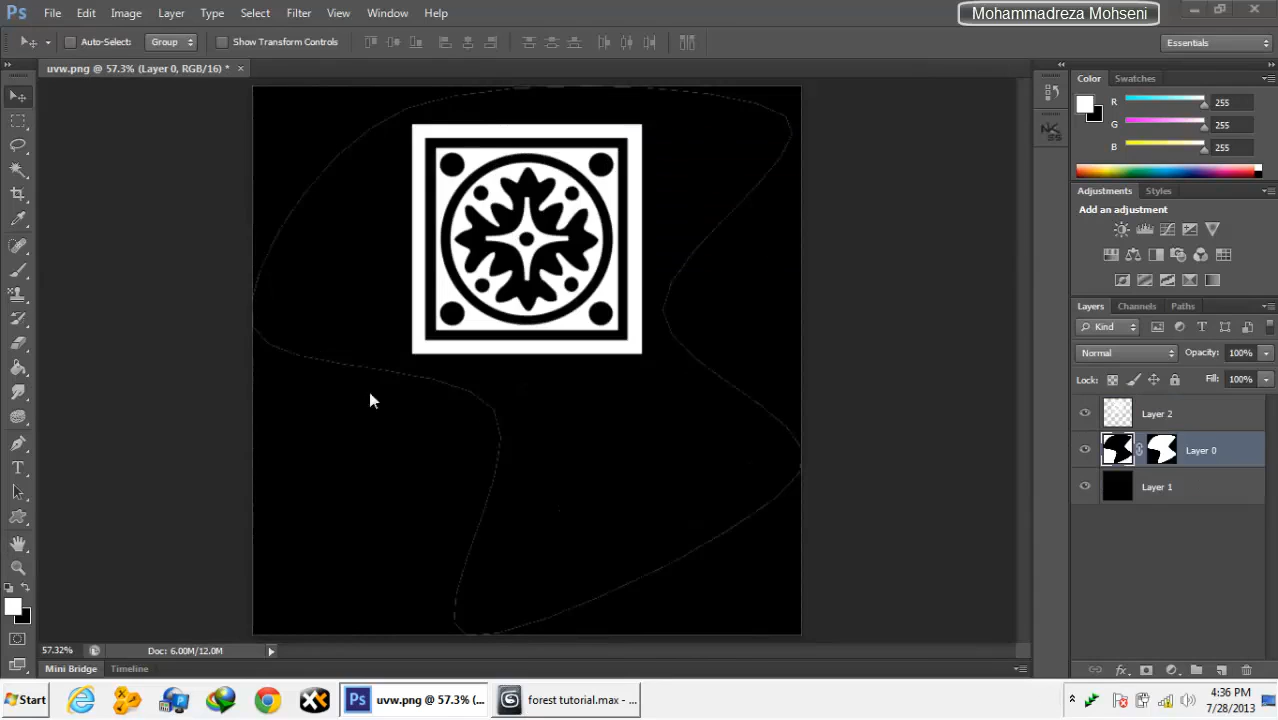 Ps File Edit Image Layer Type Select Filter View Window Help
Mohammadreza Mohseni
Auto-Select: Group Show Transform Controls
Essentials
uvw.png @ 57.3% (Layer 0, RGB/16) * ×
Color Swatches
R 255
G 255
B 255
Adjustments Styles
Add an adjustment
Layers Channels Paths
Kind
Normal Opacity: 100%
Lock: Fill: 100%
Layer 2
Layer 0
Layer 1
57.32% Doc: 6.00M/12.0M
Mini Bridge Timeline
Start
Ps uvw.png @ 57.3% (...
forest tutorial.max - ...
4:36 PM
7/28/2013